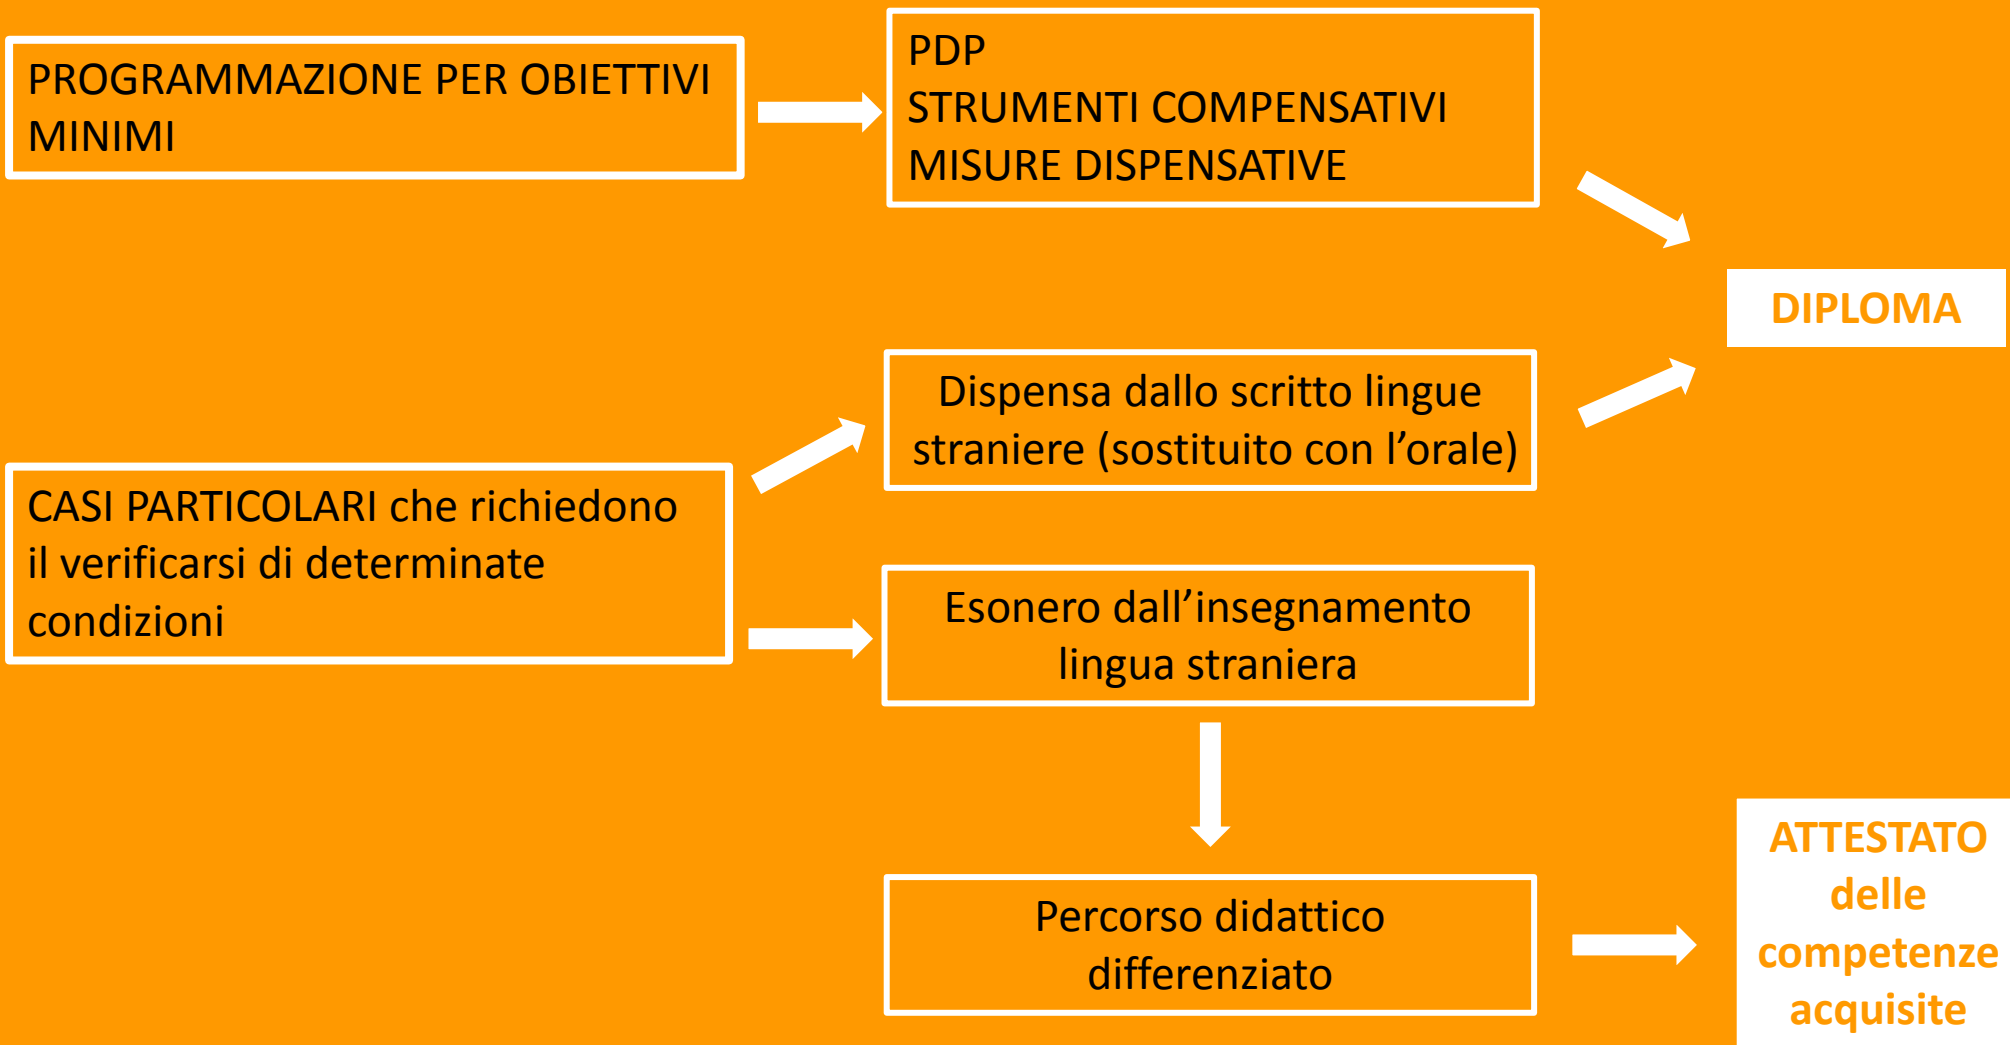 PROGRAMMAZIONE PER OBIETTIVI
MINIMI
PDP
STRUMENTI COMPENSATIVI
MISURE DISPENSATIVE
DIPLOMA
Dispensa dallo scritto lingue
straniere (sostituito con l’orale)
CASI PARTICOLARI che richiedono
il verificarsi di determinate
condizioni
Esonero dall’insegnamento
lingua straniera
Percorso didattico
differenziato
ATTESTATO
delle
competenze
acquisite